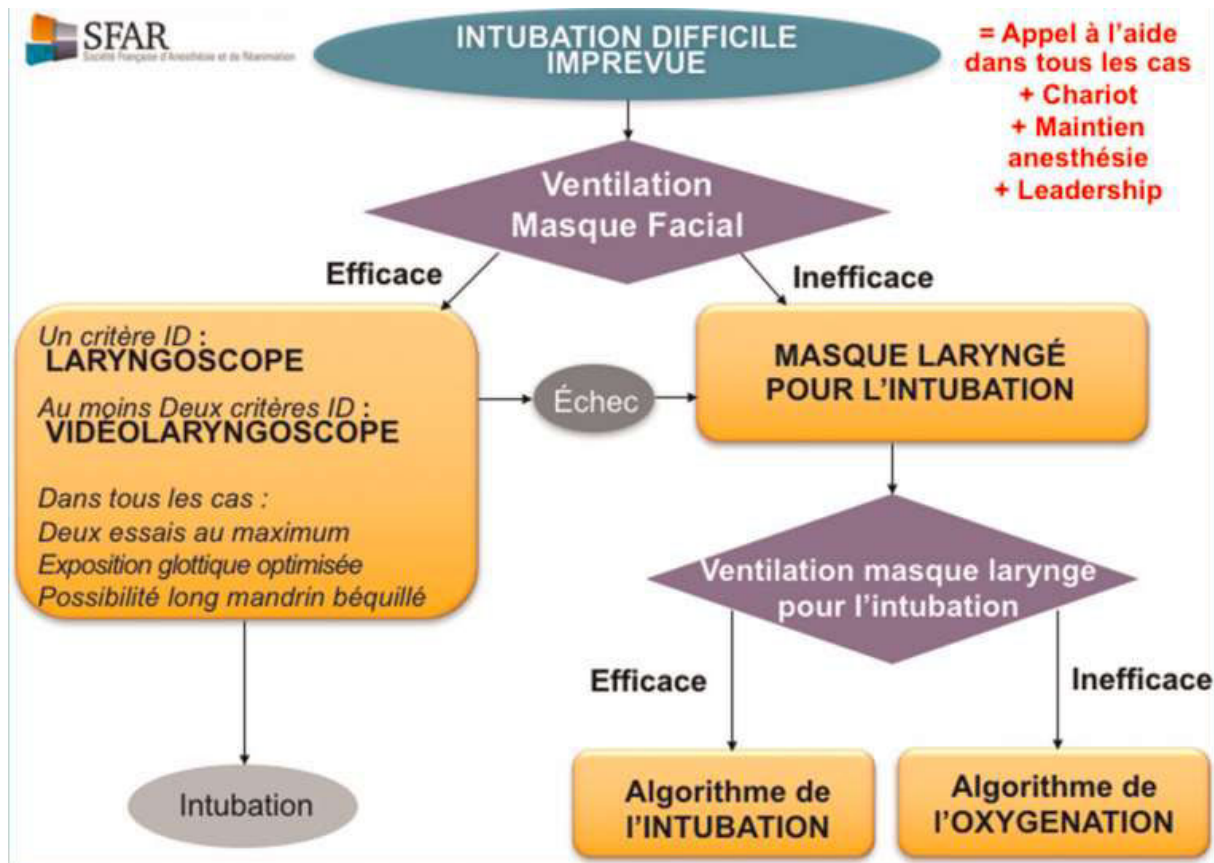 SFAR
Société Française d'Anesthésie et de Réanimation
INTUBATION DIFFICILE
IMPREVUE
= Appel à l'aide
dans tous les cas
+ Chariot
+ Maintien
anesthésie
+ Leadership
Ventilation
Masque Facial
Efficace
Inefficace
Un critère ID :
LARYNGOSCOPE
Au moins Deux critères ID :
VIDÉOLARYNGOSCOPE
Dans tous les cas :
Deux essais au maximum
Exposition glottique optimisée
Possibilité long mandrin béquillé
Échec
MASQUE LARYNGÉ
POUR L'INTUBATION
Ventilation masque larynge
pour l'intubation
Efficace
Inefficace
Intubation
Algorithme de
l'INTUBATION
Algorithme de
l'OXYGENATION